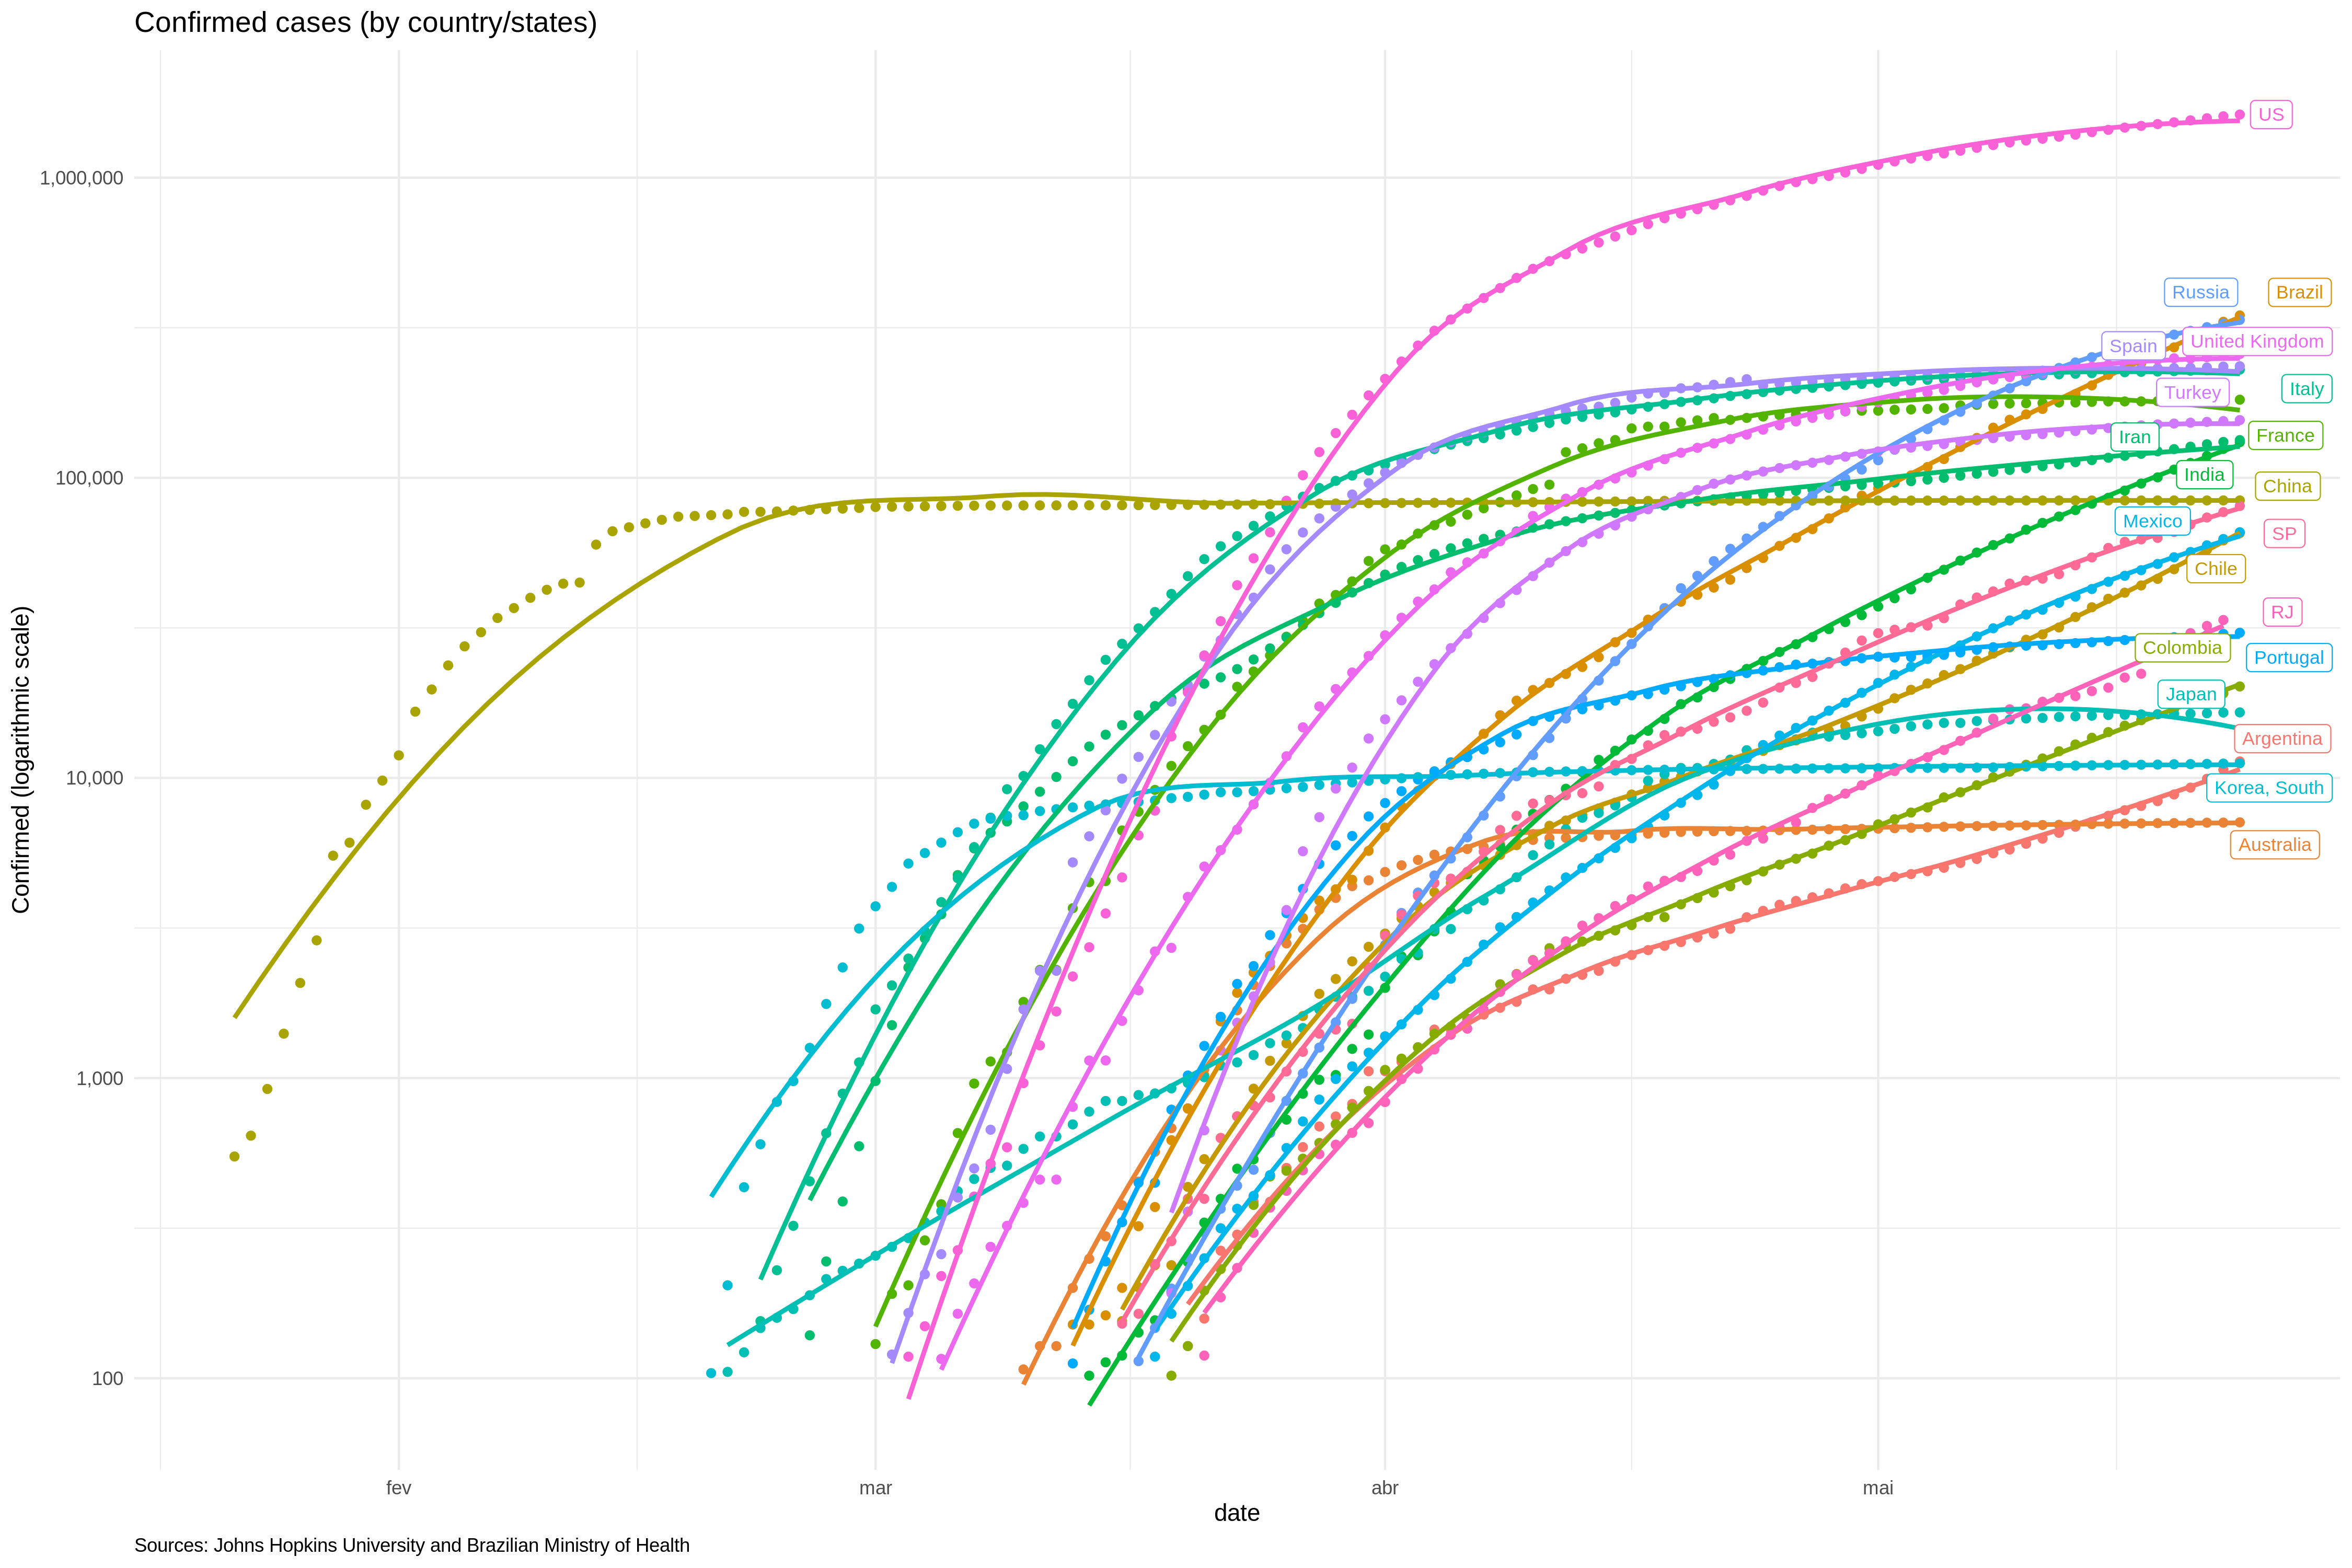 Confirmed cases (by country/states)
US
1,000,000
Russia
Brazil
United Kingdom
Spain
Italy
Turkey
France
Iran
100,000
India
China
Mexico
SP
Chile
RJ
Confirmed (logarithmic scale)
Colombia
Portugal
Japan
Argentina
10,000
Korea, South
Australia
1,000
100
fev
mar
abr
mai
date
Sources: Johns Hopkins University and Brazilian Ministry of Health